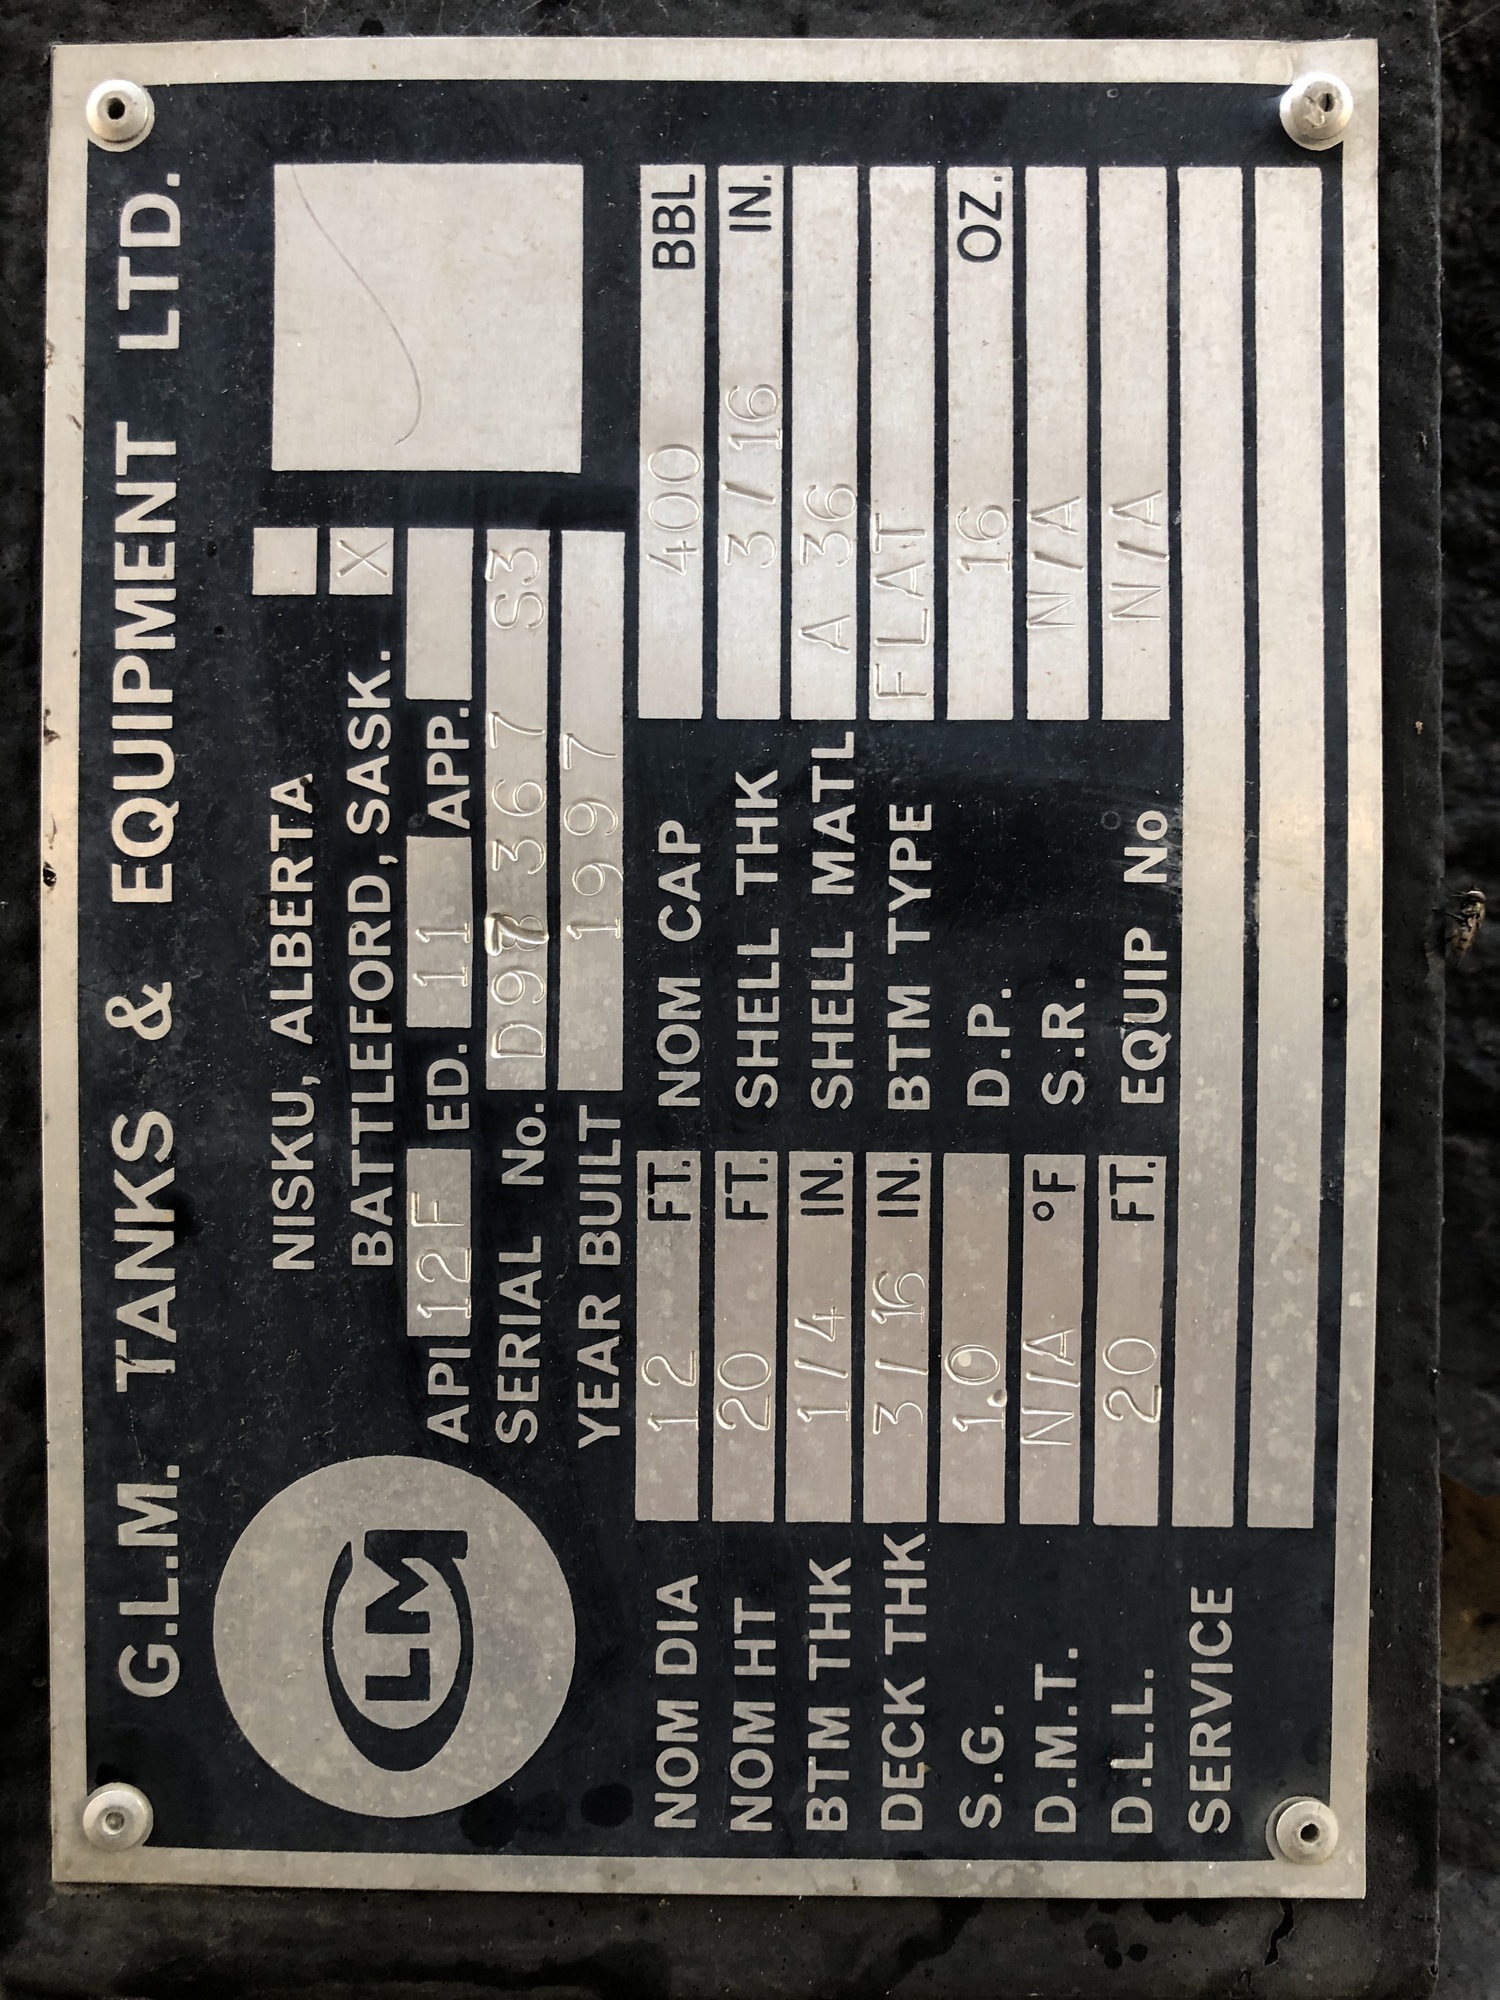 G.L.M. TANKS & EQUIPMENT LTD.
NISKU, ALBERTA
BATTLEFORD, SASK. X
LM
API 12F ED. 11 APP.
SERIAL No. D97 367 S3
YEAR BUILT 1997
NOM DIA 12 FT. NOM CAP 400 BBL
NOM HT 20 FT. SHELL THK 3/16 IN.
BTM THK 1/4 IN. SHELL MATL A 36
DECK THK 3/16 IN. BTM TYPE FLAT
S.G. 1.0 D.P. 16 OZ.
D.M.T. N/A °F S.R. N/A
D.L.L. 20 FT. EQUIP No N/A
SERVICE